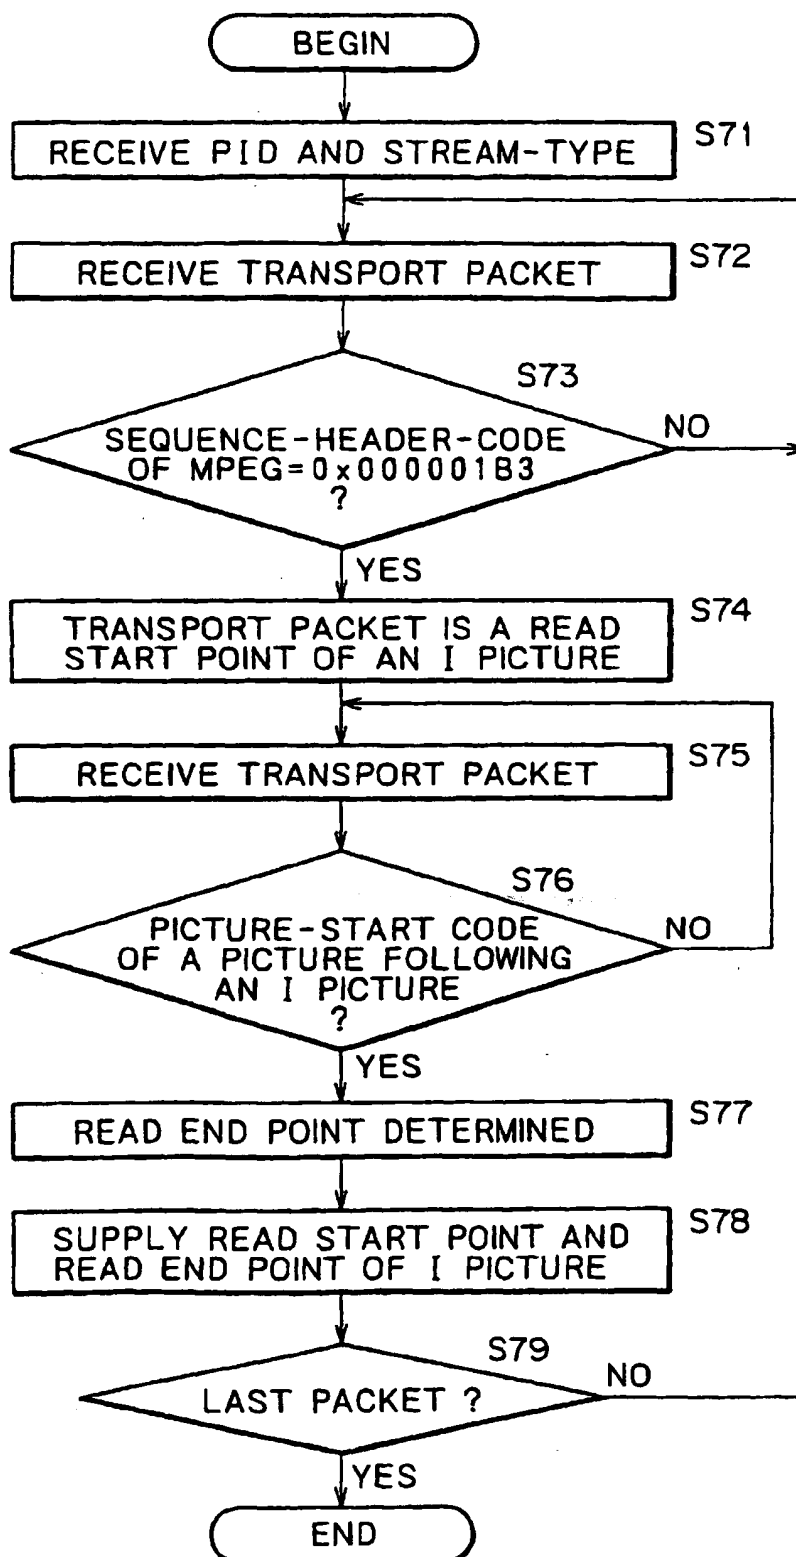 BEGIN
RECEIVE PID AND STREAM-TYPE
S71
RECEIVE TRANSPORT PACKET
S72
S73
SEQUENCE-HEADER-CODE
OF MPEG=0x000001B3
?
NO
YES
TRANSPORT PACKET IS A READ
START POINT OF AN I PICTURE
S74
RECEIVE TRANSPORT PACKET
S75
S76
PICTURE-START CODE
OF A PICTURE FOLLOWING
AN I PICTURE
?
NO
YES
READ END POINT DETERMINED
S77
SUPPLY READ START POINT AND
READ END POINT OF I PICTURE
S78
S79
LAST PACKET ?
NO
YES
END